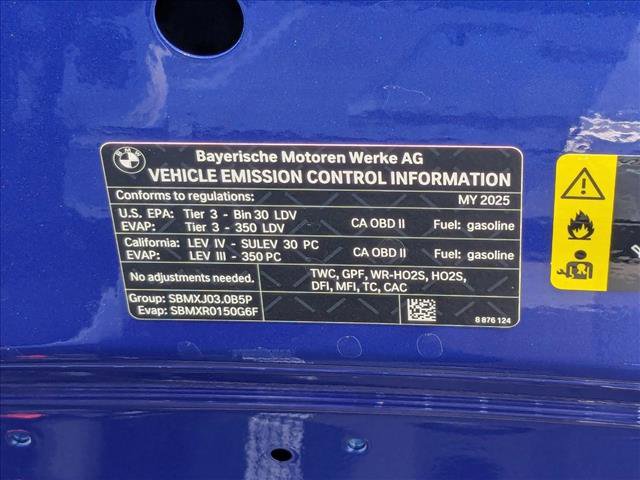 BMW
Bayerische Motoren Werke AG
VEHICLE EMISSION CONTROL INFORMATION
Conforms to regulations: MY 2025
U.S. EPA: Tier 3 - Bin 30 LDV CA OBD II Fuel: gasoline
EVAP: Tier 3 - 350 LDV
California: LEV IV - SULEV 30 PC CA OBD II Fuel: gasoline
EVAP: LEV III - 350 PC
No adjustments needed. TWC, GPF, WR-HO2S, HO2S,
DFI, MFI, TC, CAC
Group: SBMXJ03.0B5P
Evap: SBMXR0150G6F
8 876 124